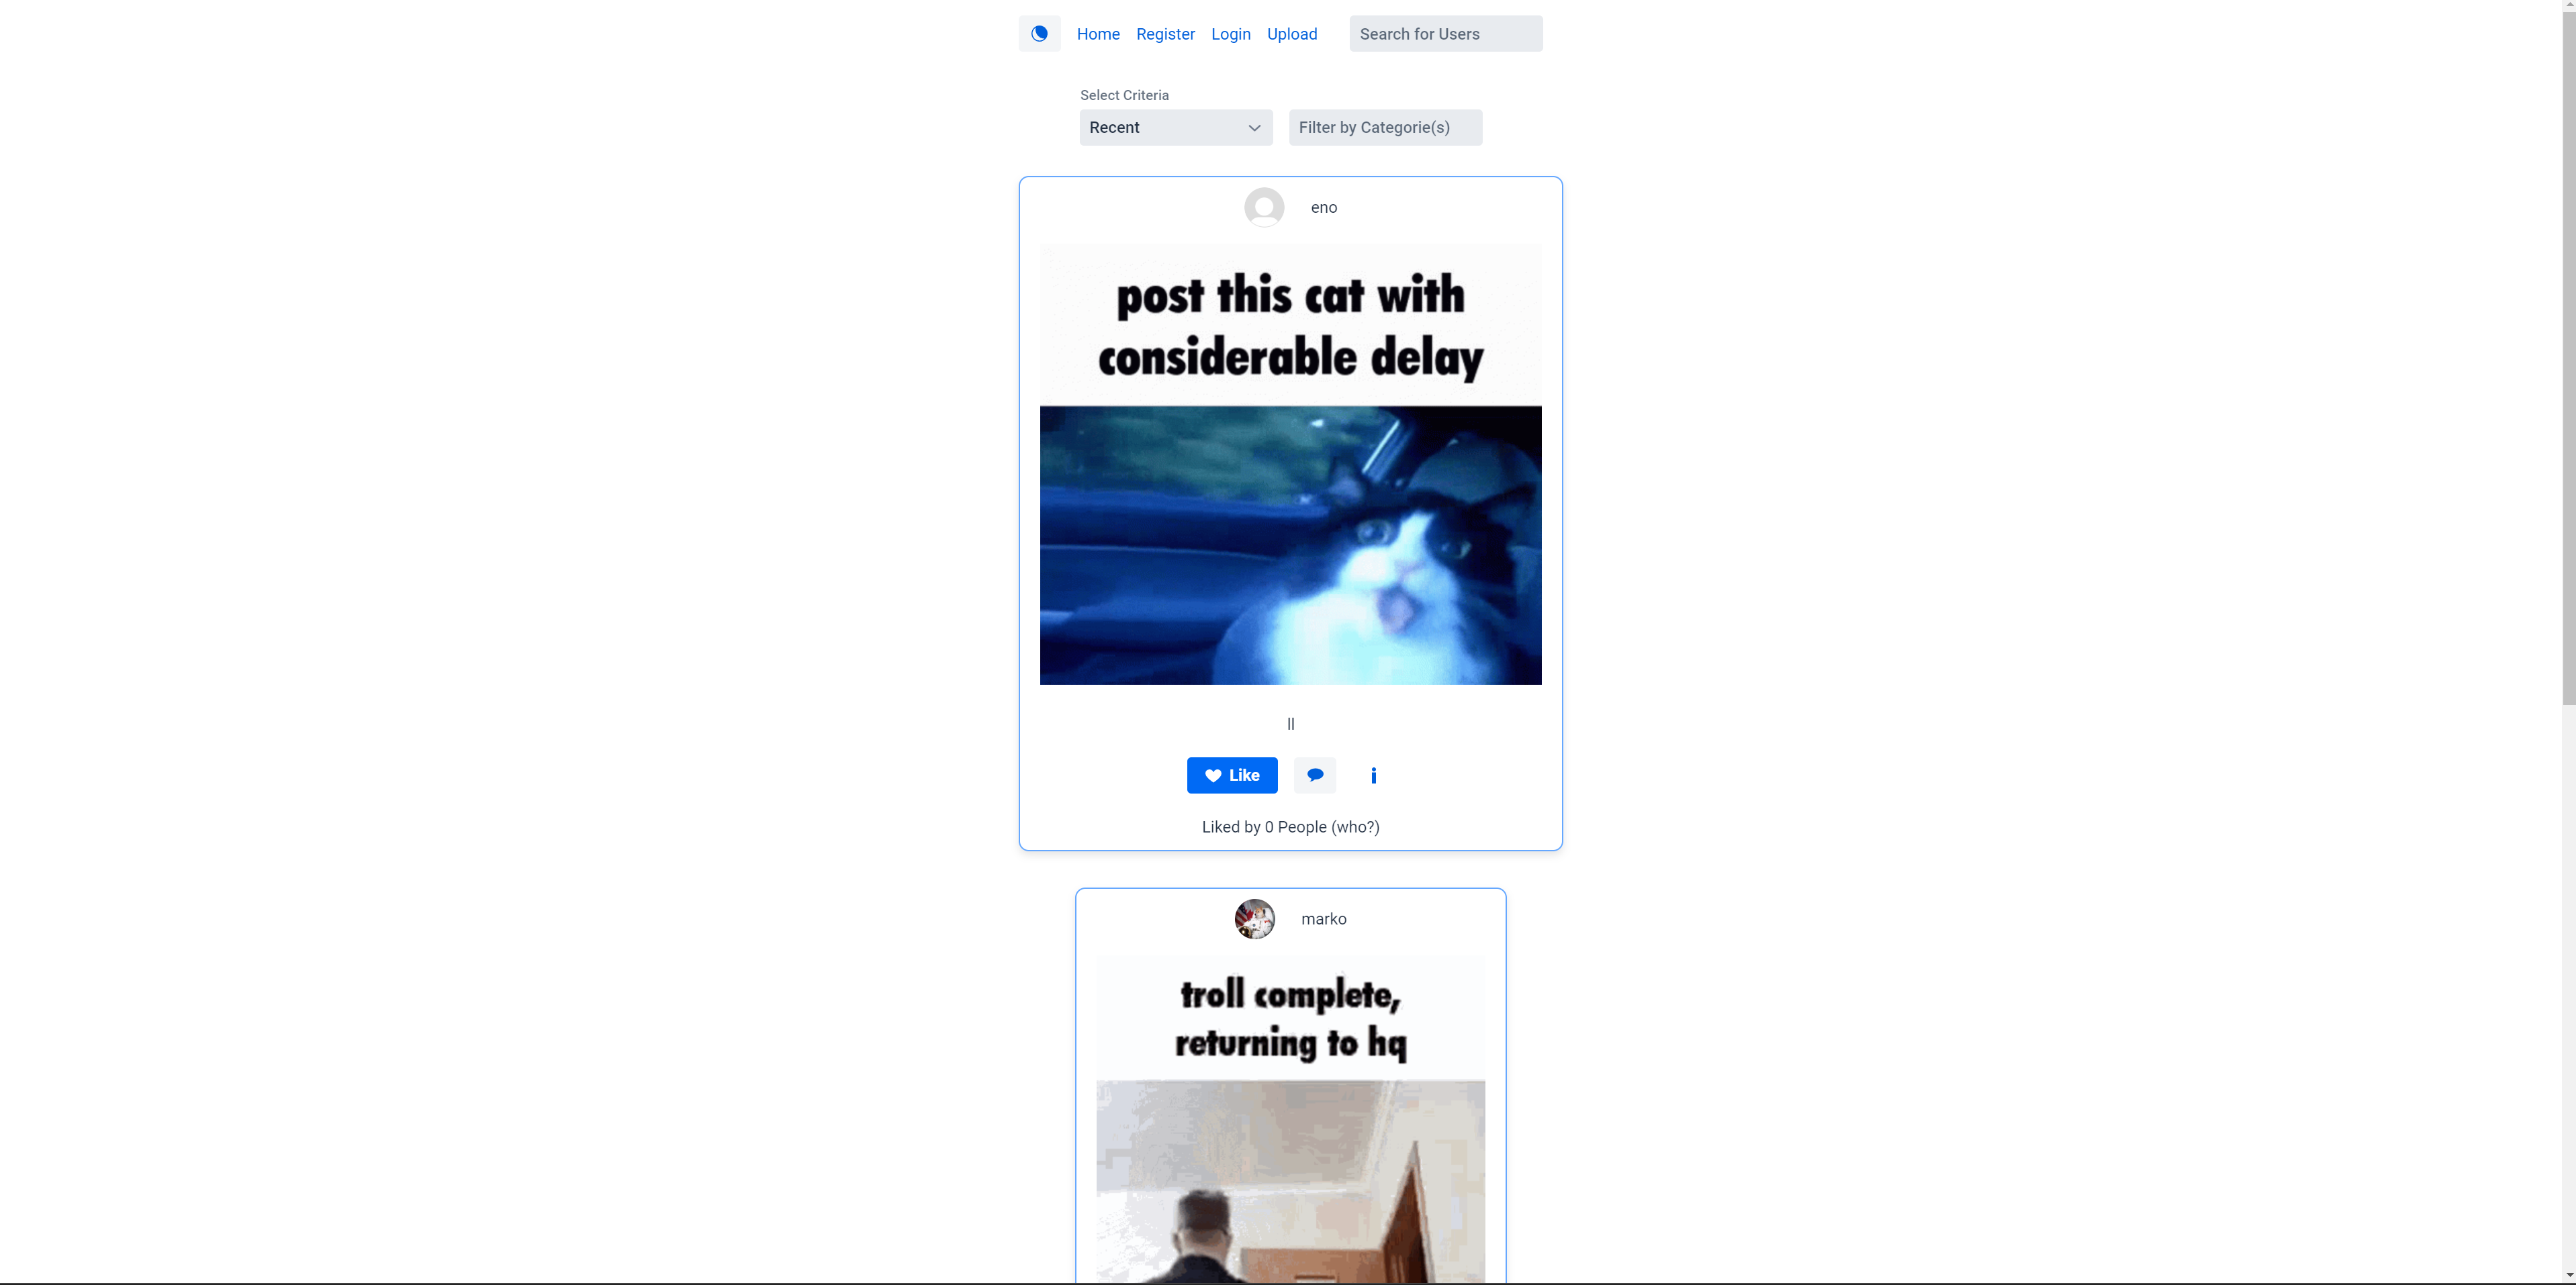 Home Register Login Upload Search for Users
Select Criteria
Recent Filter by Categorie(s)
eno
post this cat with
considerable delay
ll
Like
Liked by 0 People (who?)
marko
troll complete,
returning to hq